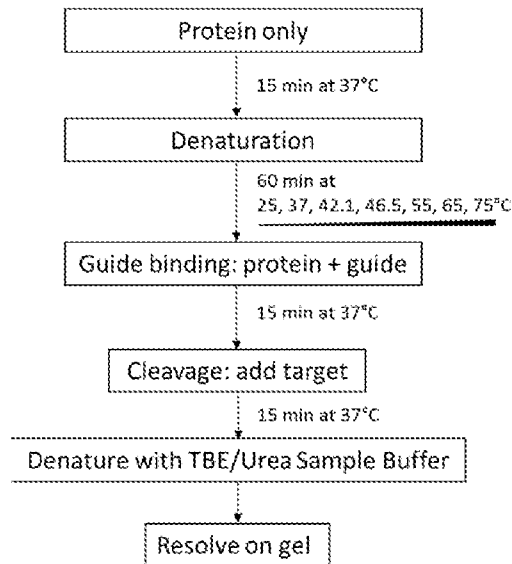 Protein only
15 min at 37°C
Denaturation
60 min at
25, 37, 42.1, 46.5, 55, 65, 75°C
Guide binding: protein + guide
15 min at 37°C
Cleavage: add target
15 min at 37°C
Denature with TBE/Urea Sample Buffer
Resolve on gel